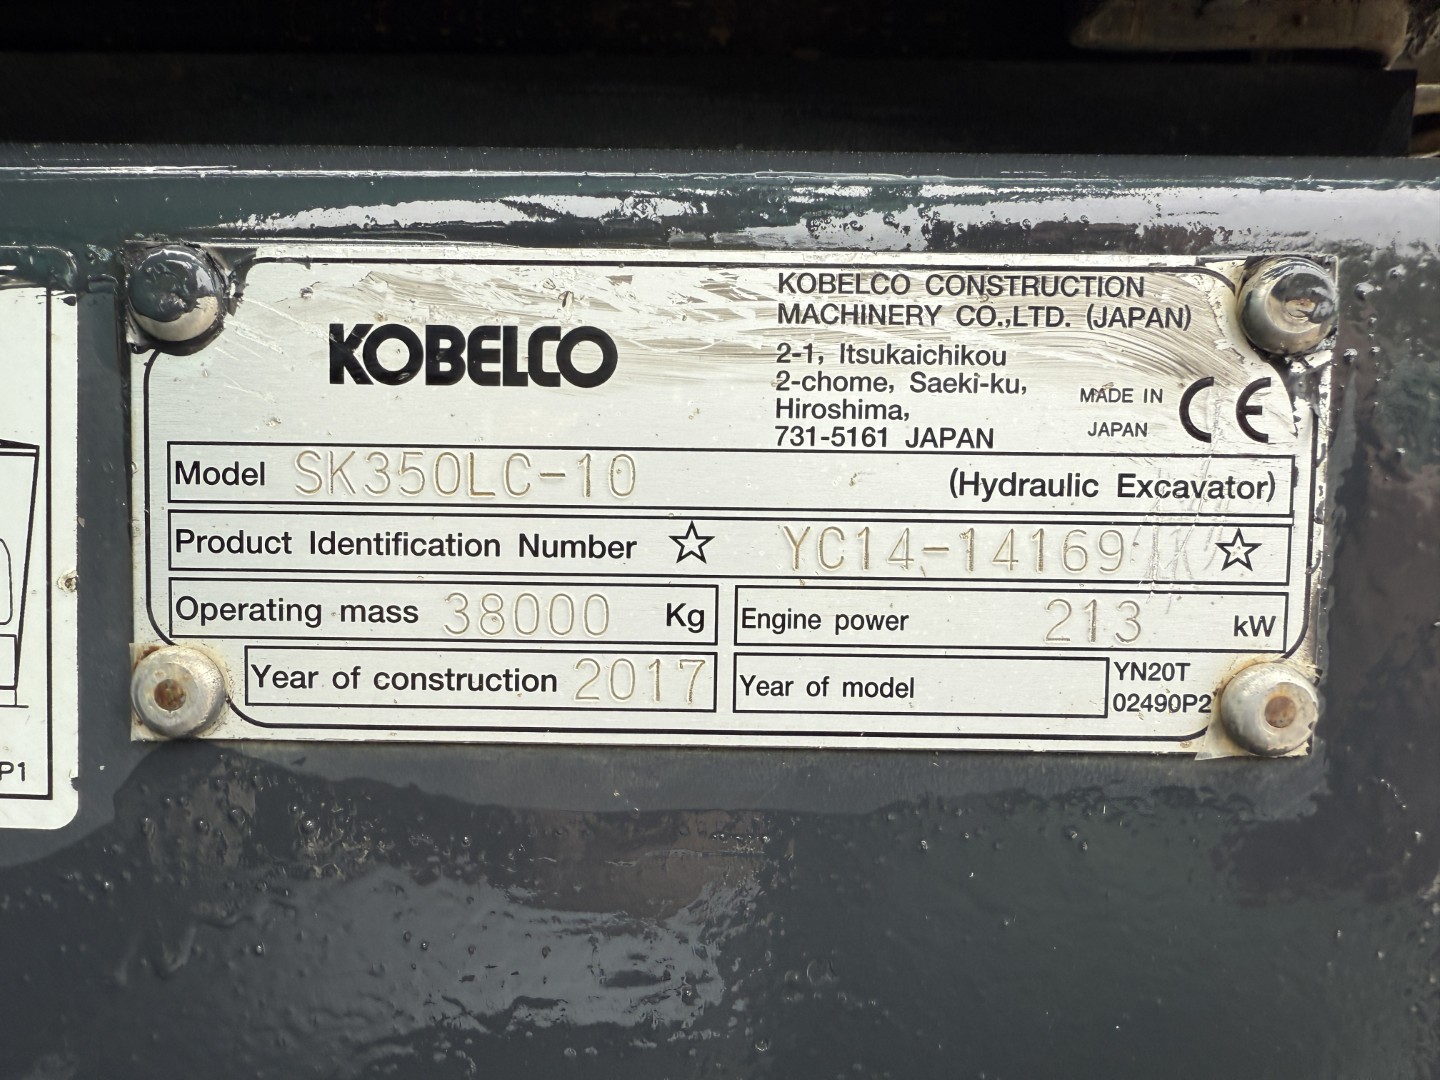 KOBELCO
KOBELCO CONSTRUCTION
MACHINERY CO.,LTD. (JAPAN)
2-1, Itsukaichikou
2-chome, Saeki-ku,
Hiroshima,
731-5161 JAPAN
MADE IN
JAPAN
CE
Model SK350LC-10 (Hydraulic Excavator)
Product Identification Number ☆ YC14-14169 ☆
Operating mass 38000 Kg
Engine power 213 kW
Year of construction 2017
Year of model
YN20T
02490P2
P1